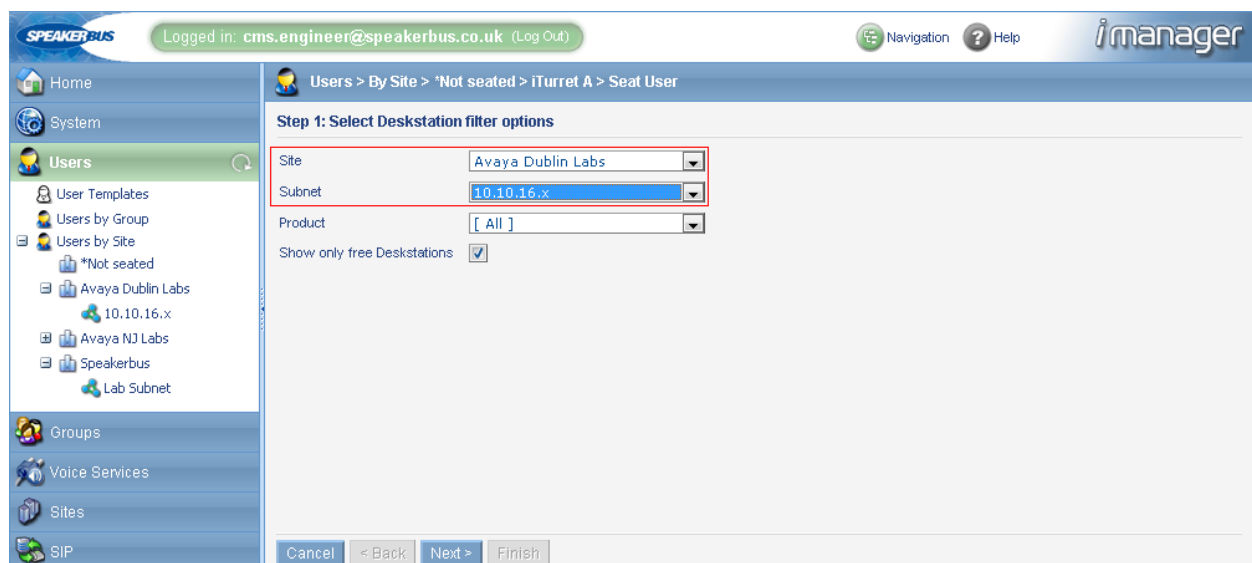 SPEAKERBUS
Logged in: cms.engineer@speakerbus.co.uk (Log Out)
Navigation
Help
imanager
Home
System
Users
User Templates
Users by Group
Users by Site
*Not seated
Avaya Dublin Labs
10.10.16.x
Avaya NJ Labs
Speakerbus
Lab Subnet
Groups
Voice Services
Sites
SIP
Users > By Site > *Not seated > iTurret A > Seat User
Step 1: Select Deskstation filter options
Site Avaya Dublin Labs
Subnet 10.10.16.x
Product [ All ]
Show only free Deskstations
Cancel < Back Next > Finish